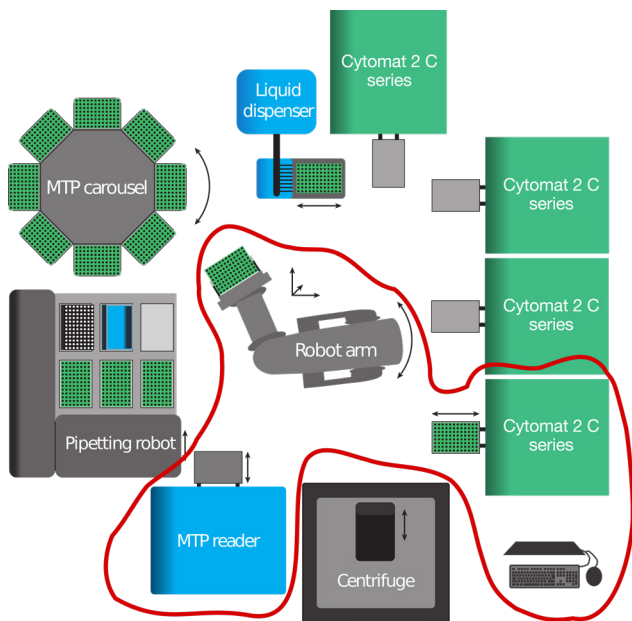 Cytomat 2 C
series
Liquid
dispenser
MTP carousel
Cytomat 2 C
series
Cytomat 2 C
series
Robot arm
Cytomat 2 C
series
Pipetting robot
MTP reader
Centrifuge